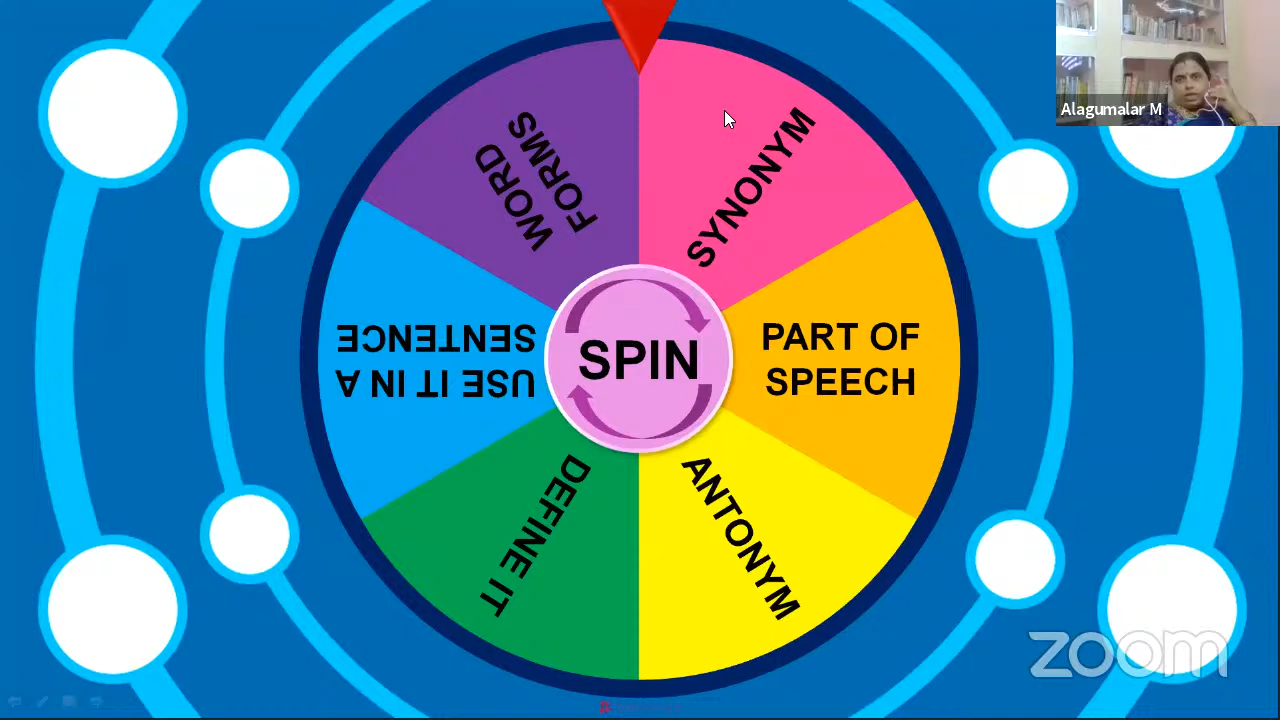 Alagumalar M
WORD
FORMS
SYNONYM
USE IT IN A
SENTENCE
SPIN
PART OF
SPEECH
DEFINE IT
ANTONYM
zoom